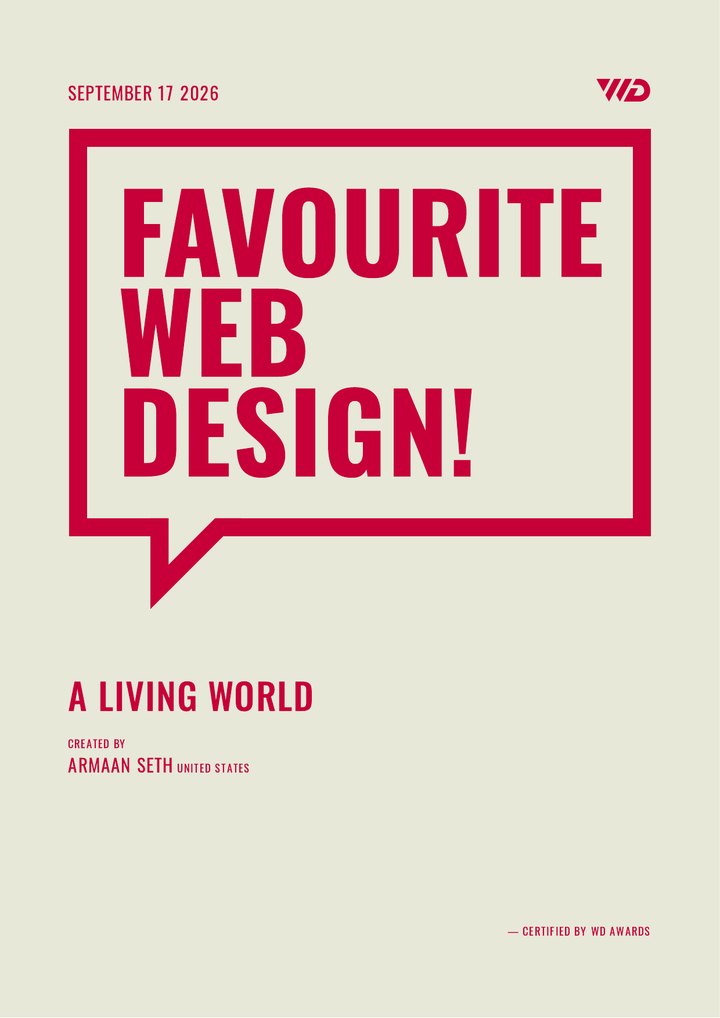 SEPTEMBER 17 2026
WD
FAVOURITE
WEB
DESIGN!
A LIVING WORLD
CREATED BY
ARMAAN SETH UNITED STATES
— CERTIFIED BY WD AWARDS